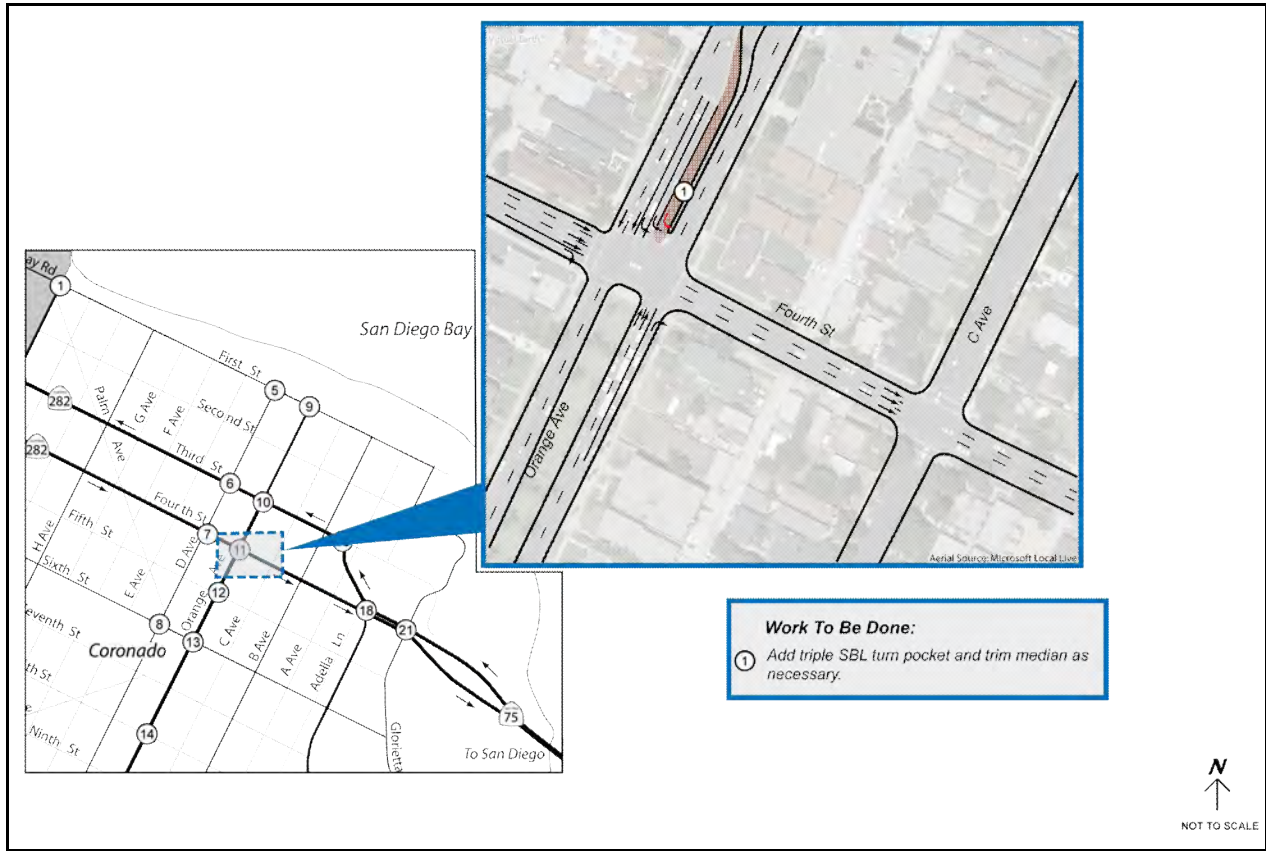 Fourth St
C Ave
Orange Ave
Aerial Source: Microsoft Local Live
ay Rd
1
San Diego Bay
First St
5
9
Second St
282
Palm
Ave
G Ave
F Ave
Third St
6
10
282
Fourth St
7
11
Fifth St
H Ave
D Ave
Sixth St
E Ave
Orange
Ave
12
18
eventh St
8
13
21
Coronado
C Ave
B Ave
A Ave
Adella Ln
th St
e
14
75
Ninth St
Glorietta
To San Diego
1
Work To Be Done:
1 Add triple SBL turn pocket and trim median as
necessary.
N
NOT TO SCALE